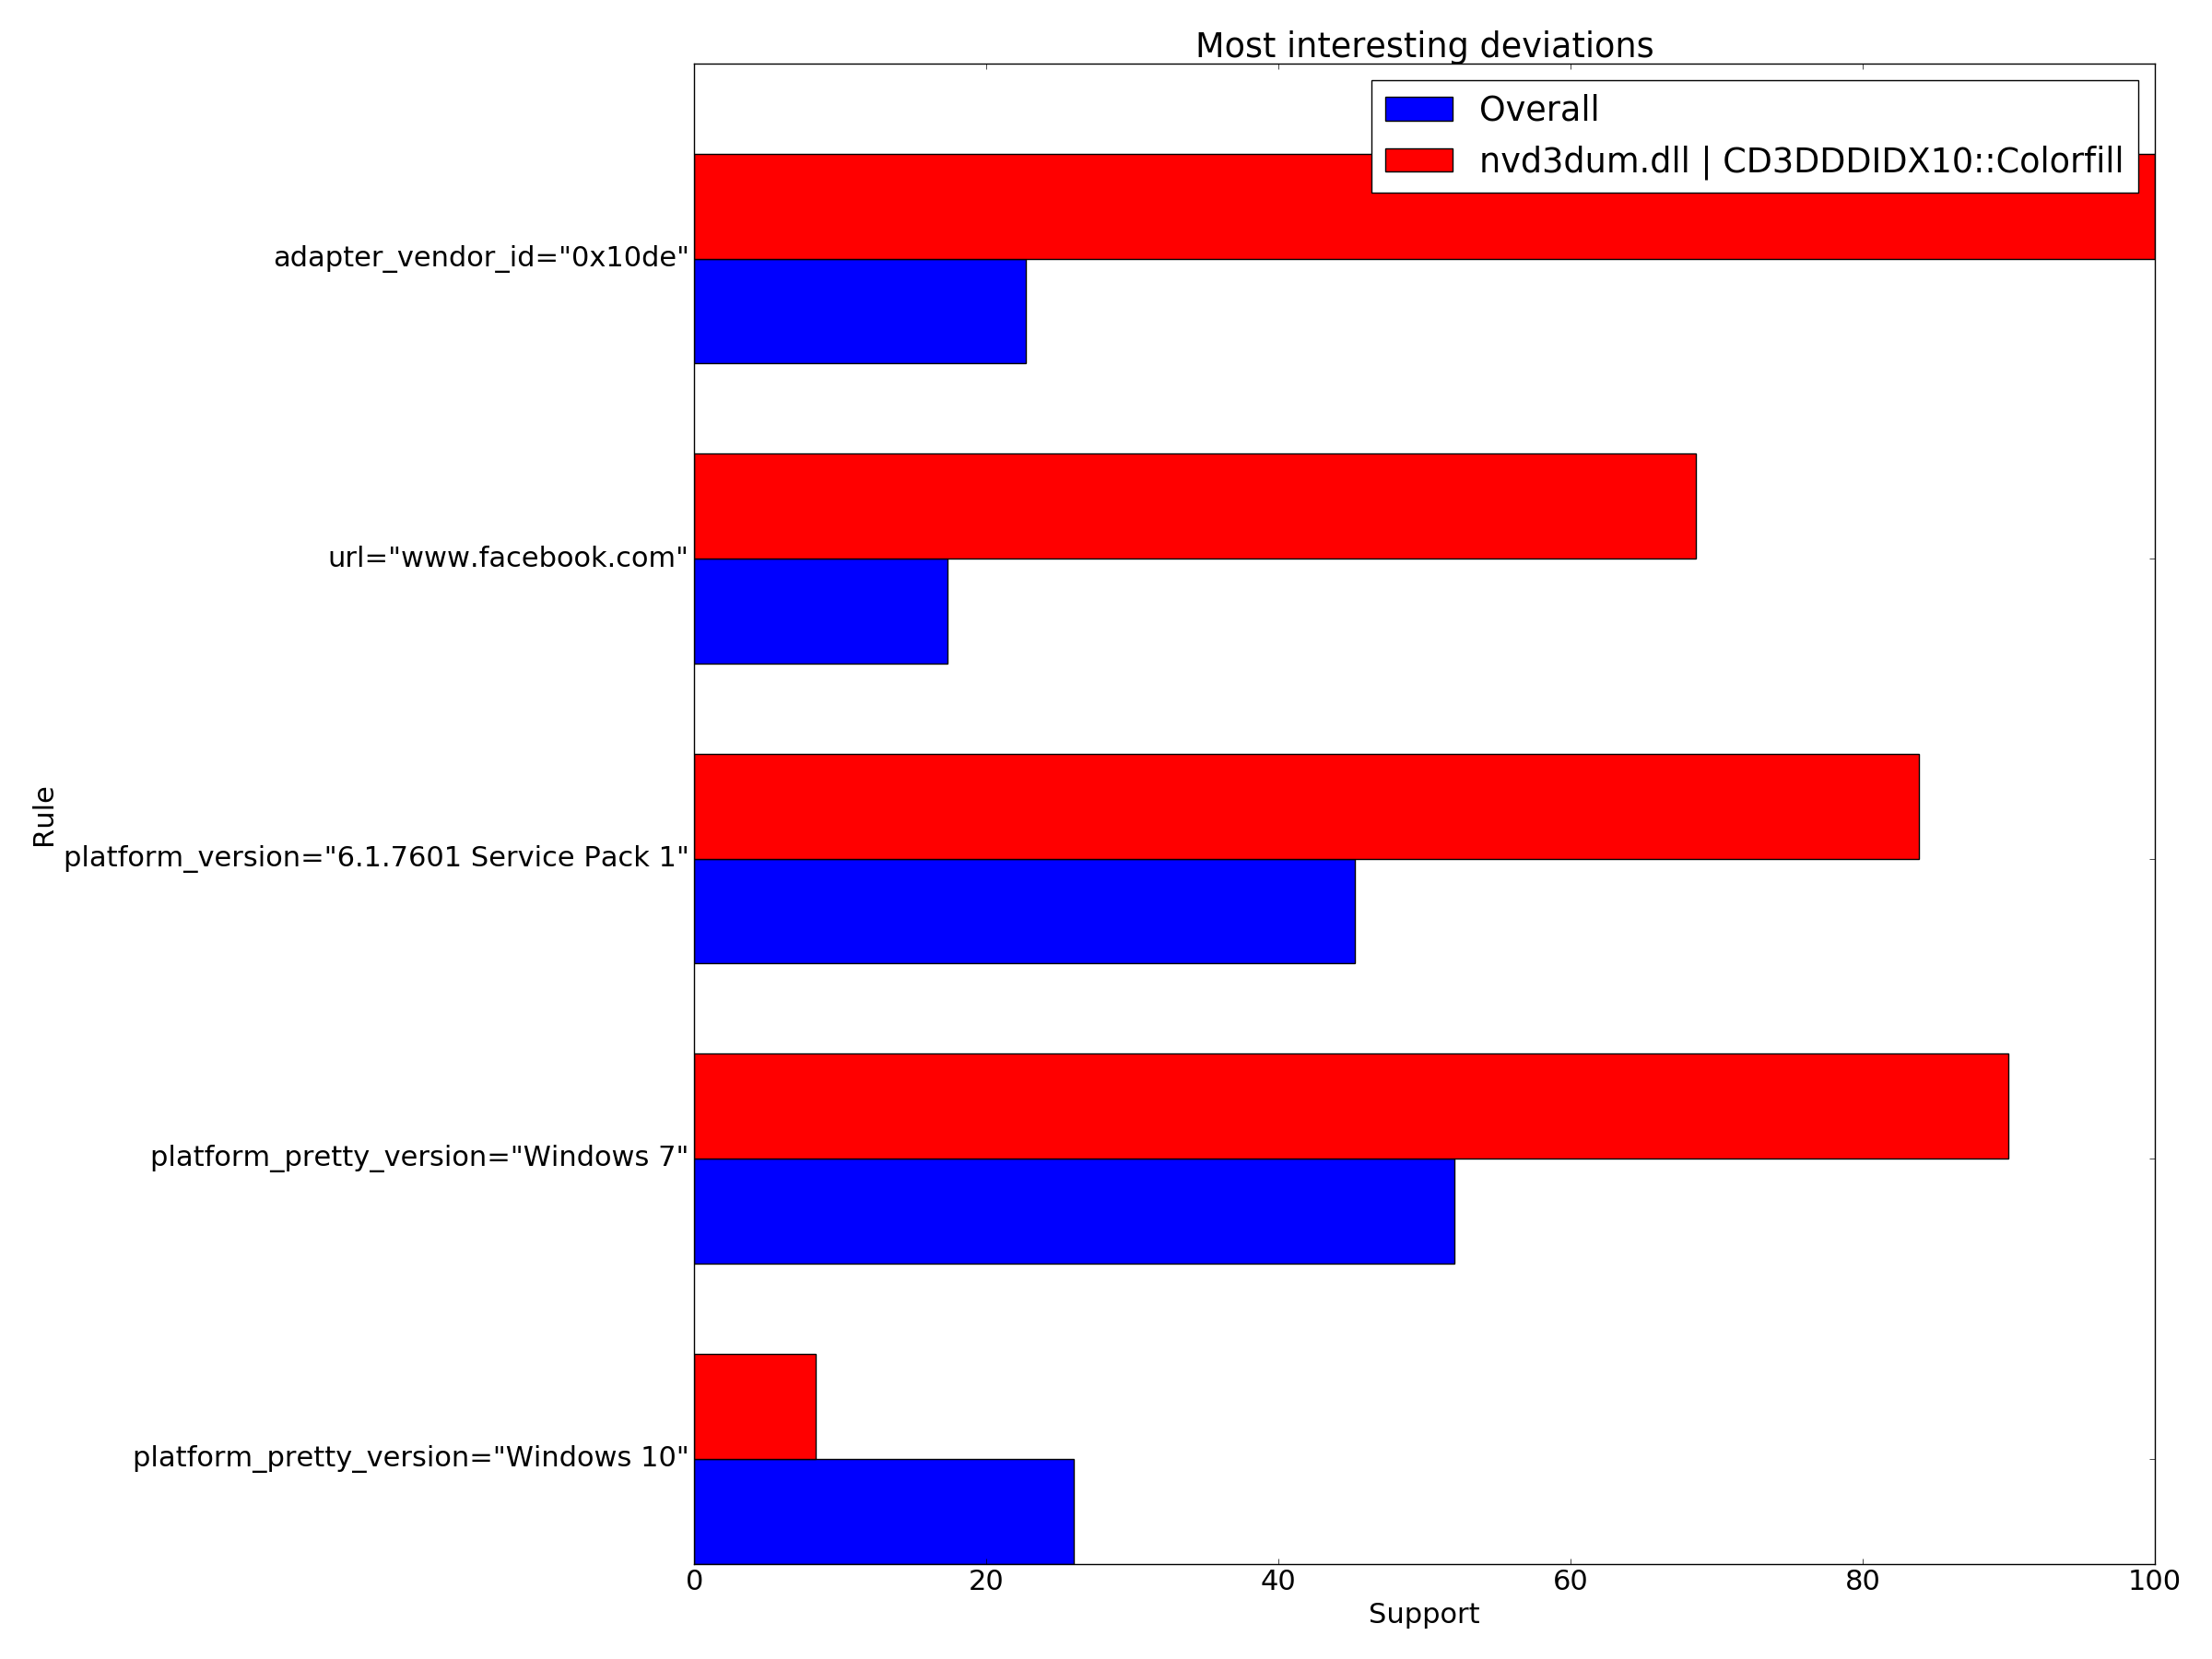 Most interesting deviations
Overall
nvd3dum.dll | CD3DDDIDX10::Colorfill
adapter_vendor_id="0x10de"
url="www.facebook.com"
platform_version="6.1.7601 Service Pack 1"
platform_pretty_version="Windows 7"
platform_pretty_version="Windows 10"
Rule
0 20 40 60 80 100
Support